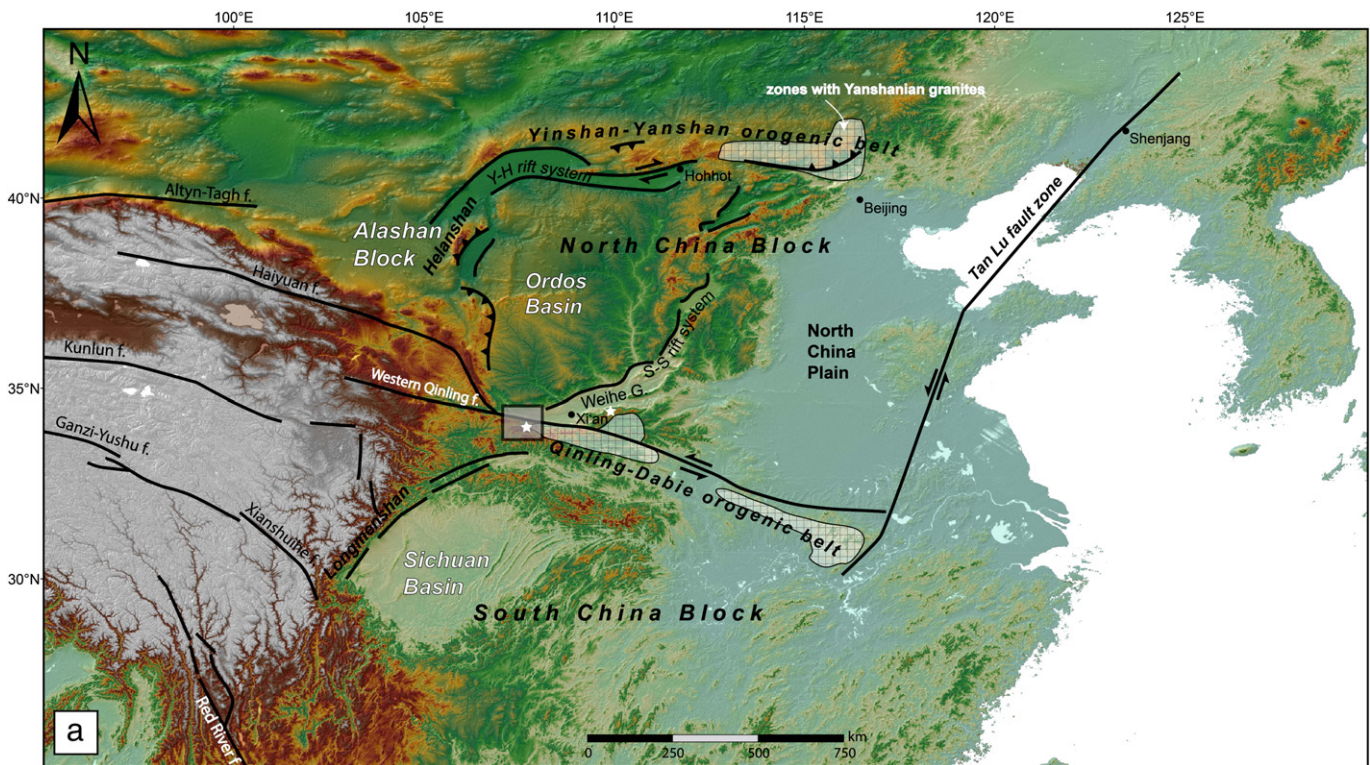 100°E
105°E
110°E
115°E
120°E
125°E
N
zones with Yanshanian granites
Yinshan-Yanshan orogenic belt
Shenjang
Y-H rift system
Hohhot
40°N
Altyn-Tagh f.
Beijing
Alashan
Block
Helanshan
North China Block
Tan Lu fault zone
Haiyuan f.
Ordos
Basin
S-S rift system
North
China
Plain
Kunlun f.
35°N
Western Qinling f.
Weihe G.
Xi'an
Ganzi-Yushu f.
Qinling-Dabie orogenic belt
Xianshuihe f.
Longmenshan
Sichuan
Basin
30°N
South China Block
Red River f.
a
km
0
250
500
750